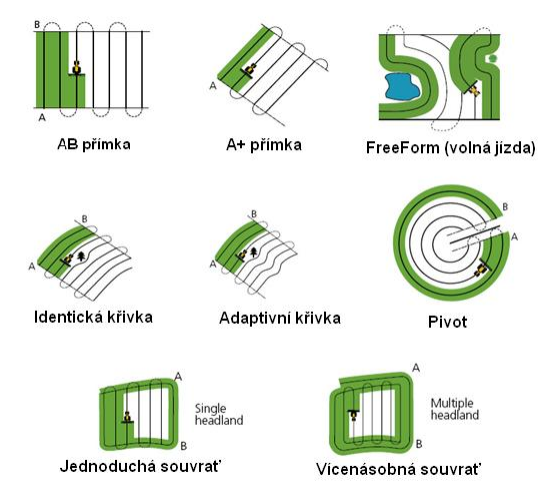 B
A
AB přímka
A
A+ přímka
FreeForm (volná jízda)
B
A
Identická křivka
B
A
Adaptivní křivka
B
A
Pivot
A
Single
headland
B
Jednoduchá souvrať
A
Multiple
headland
B
Vícenásobná souvrať